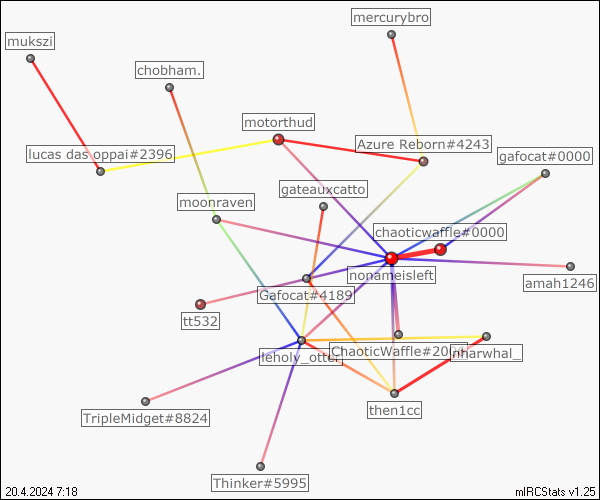 mercurybro
mukszi
chobham.
motorthud
Azure Reborn#4243
lucas das oppai#2396
gafocat#0000
gateauxcatto
moonraven
chaoticwaffle#0000
nonameisleft
amah1246
Gafocat#4189
tt532
ChaoticWaffle#20
leholy_otter
narwhal_
then1cc
TripleMidget#8824
Thinker#5995
20.4.2024 7:18
mIRCStats v1.25